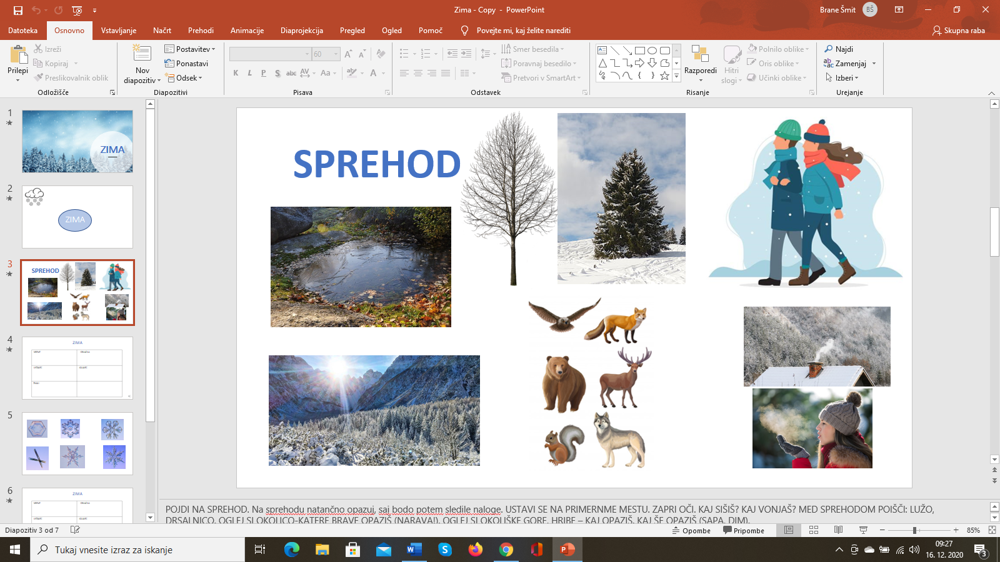 Zima - Copy - PowerPoint
Brane Šmit
BŠ
Datoteka Osnovno Vstavljanje Načrt Prehodi Animacije Diaprojekcija Pregled Ogled Pomoč Povejte mi, kaj želite narediti Skupna raba
Prilepi
Izreži
Kopiraj
Preslikovalnik oblik
Odložišče
Nov
diapozitiv
Postavitev
Ponastavi
Odsek
Diapozitivi
60
K L P S abc AV Aa A
Pisava
Smer besedila
Poravnaj besedilo
Pretvori v SmartArt
Odstavek
Razporedi
Hitri
slogi
Polnilo oblike
Oris oblike
Učinki oblike
Risanje
Najdi
Zamenjaj
Izberi
Urejanje
1
ZIMA
2
ZIMA
3
SPREHOD
4
ZIMA
5
6
ZIMA
SPREHOD
POJDI NA SPREHOD. Na sprehodu natančno opazuj, saj bodo potem sledile naloge. USTAVI SE NA PRIMERNME MESTU. ZAPRI OČI. KAJ SIŠIŠ? KAJ VONJAŠ? MED SPREHODOM POIŠČI: LUŽO,
DRSALNICO. OGLEJ SI OKOLICO-KATERE BRAVE OPAZIŠ (NARAVA!). OGLEJ SI OKOLIŠKE GORE, HRIBE – KAJ OPAZIŠ. KAJ ŠE OPAZIŠ (SAPA, DIM).
Diapozitiv 3 od 7
Opombe
Pripombe
85%
Tukaj vnesite izraz za iskanje
09:27
16. 12. 2020
3